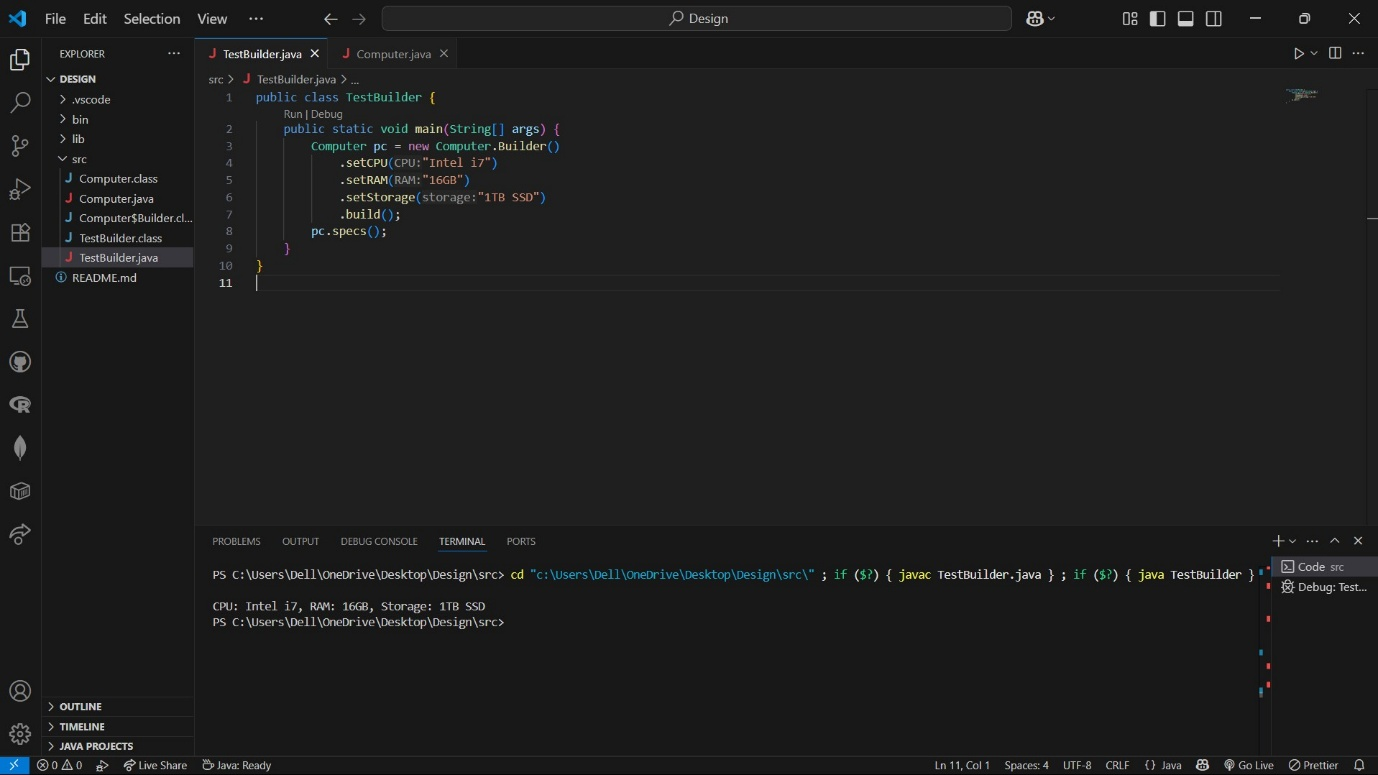 File Edit Selection View ··· Design
EXPLORER ···
DESIGN
.vscode
bin
lib
src
Computer.class
Computer.java
Computer$Builder.cl...
TestBuilder.class
TestBuilder.java
README.md
OUTLINE
TIMELINE
JAVA PROJECTS
TestBuilder.java Computer.java
src > TestBuilder.java > ...
1 public class TestBuilder {
Run | Debug
2 public static void main(String[] args) {
3 Computer pc = new Computer.Builder()
4 .setCPU(CPU:"Intel i7")
5 .setRAM(RAM:"16GB")
6 .setStorage(storage:"1TB SSD")
7 .build();
8 pc.specs();
9 }
10 }
11
PROBLEMS OUTPUT DEBUG CONSOLE TERMINAL PORTS
PS C:\Users\Dell\OneDrive\Desktop\Design\src> cd "c:\Users\Dell\OneDrive\Desktop\Design\src\" ; if ($?) { javac TestBuilder.java } ; if ($?) { java TestBuilder }
CPU: Intel i7, RAM: 16GB, Storage: 1TB SSD
PS C:\Users\Dell\OneDrive\Desktop\Design\src>
Code src
Debug: Test...
0 0 Live Share Java: Ready Ln 11, Col 1 Spaces: 4 UTF-8 CRLF {} Java Go Live Prettier